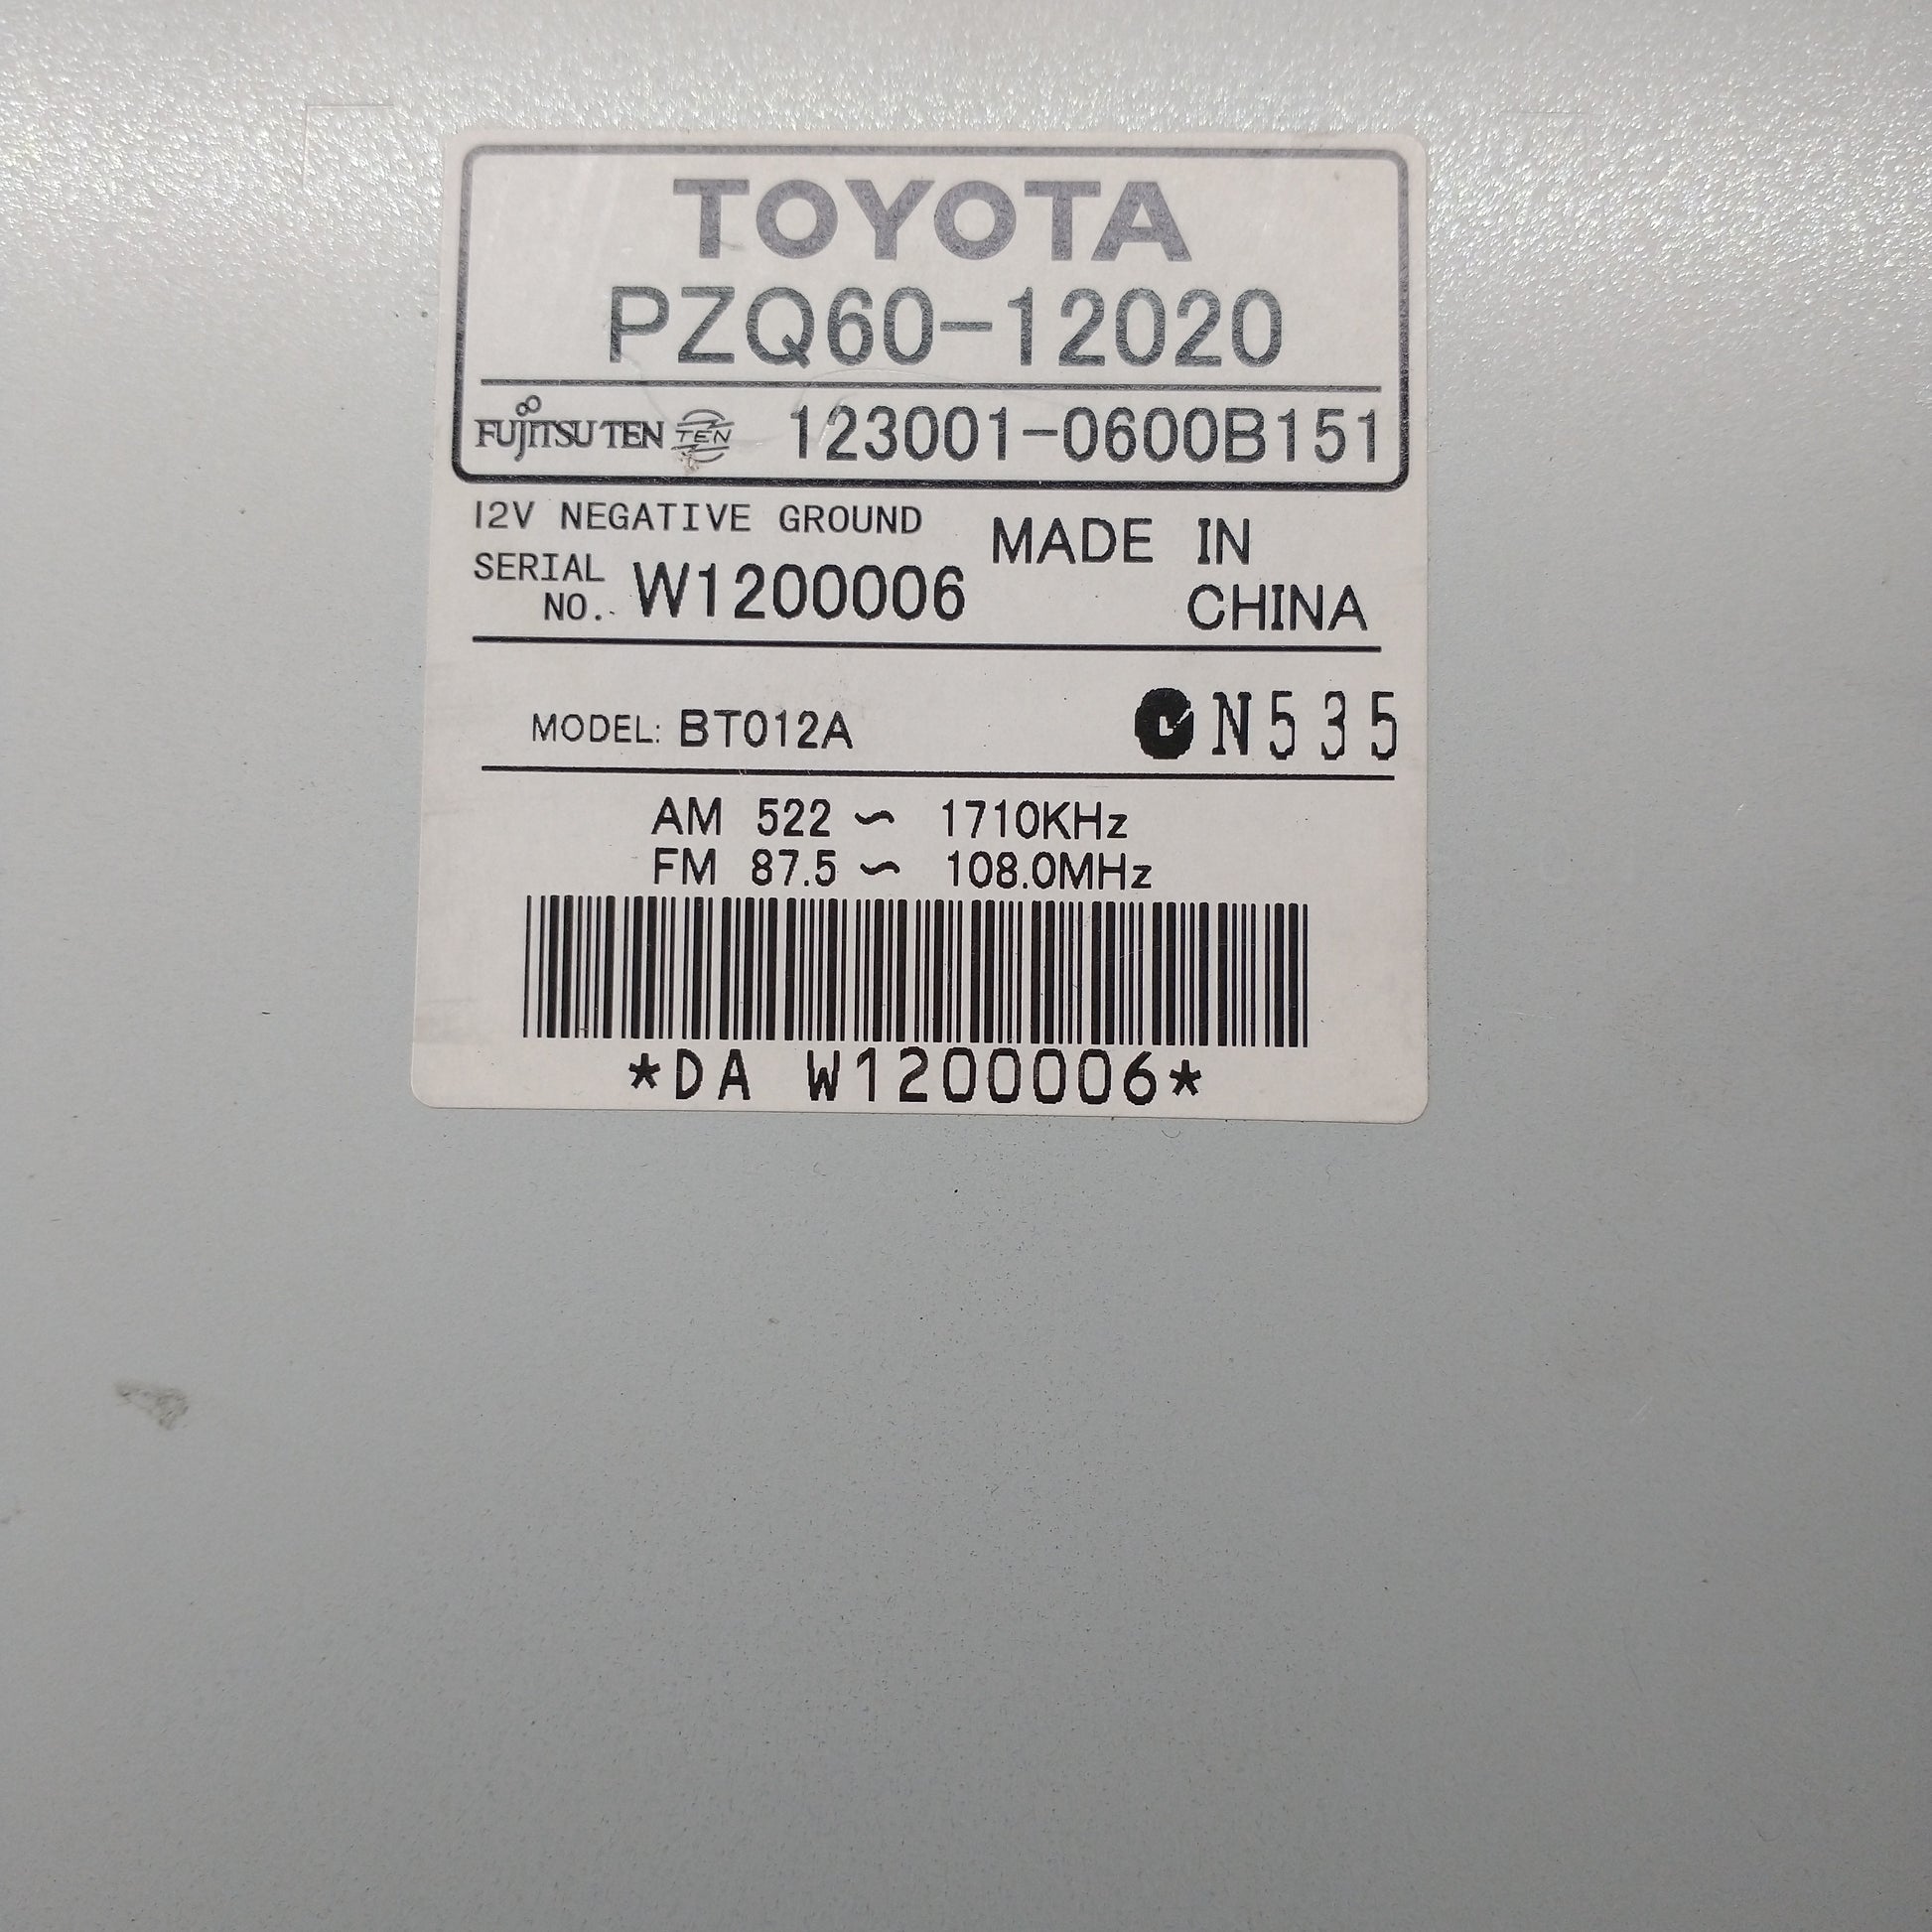 TOYOTA
PZQ60-12020
FUJITSU TEN TEN 123001-0600B151
12V NEGATIVE GROUND
SERIAL NO. W1200006
MADE IN CHINA
MODEL: BT012A N535
AM 522 ~ 1710KHz
FM 87.5 ~ 108.0MHz
*DA W1200006*